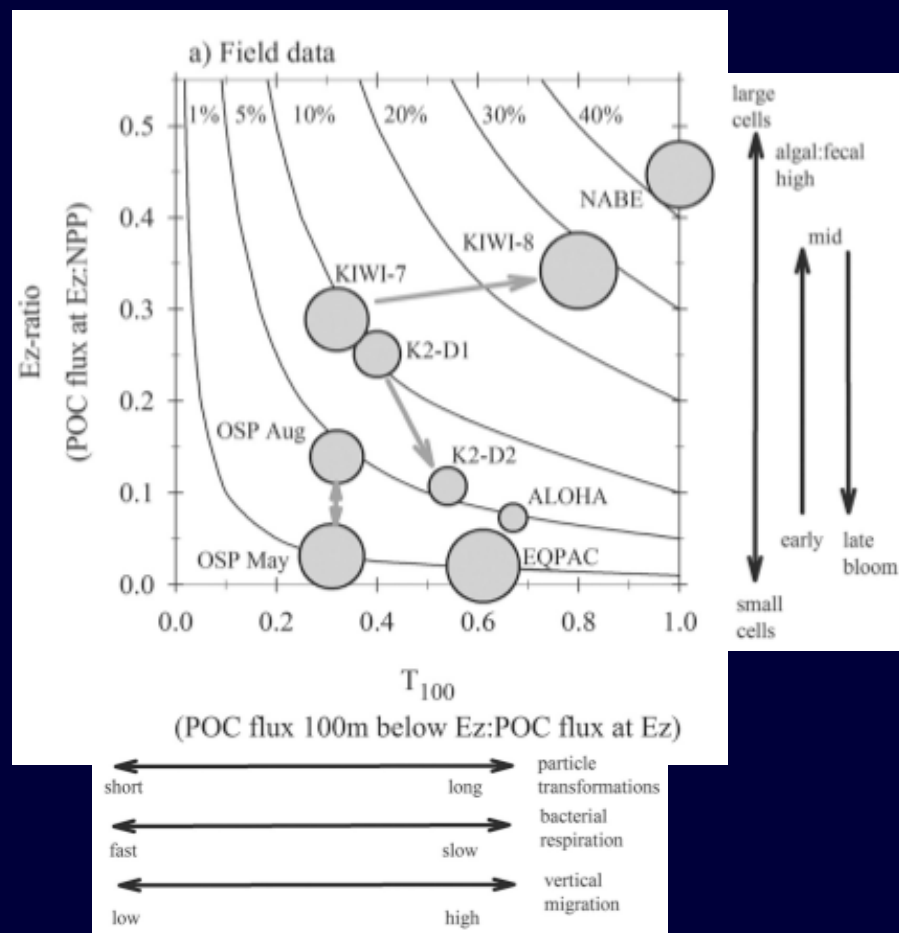 a) Field data
1% 5% 10% 20% 30% 40%
0.5
0.4
0.3
0.2
0.1
0.0
Ez-ratio
(POC flux at Ez:NPP)
NABE
KIWI-8
KIWI-7
K2-D1
OSP Aug
K2-D2
ALOHA
OSP May
EQPAC
0.0 0.2 0.4 0.6 0.8 1.0
T100
(POC flux 100m below Ez:POC flux at Ez)
large
cells
algal:fecal
high
mid
early
late
bloom
small
cells
short long
particle
transformations
fast slow
bacterial
respiration
low high
vertical
migration